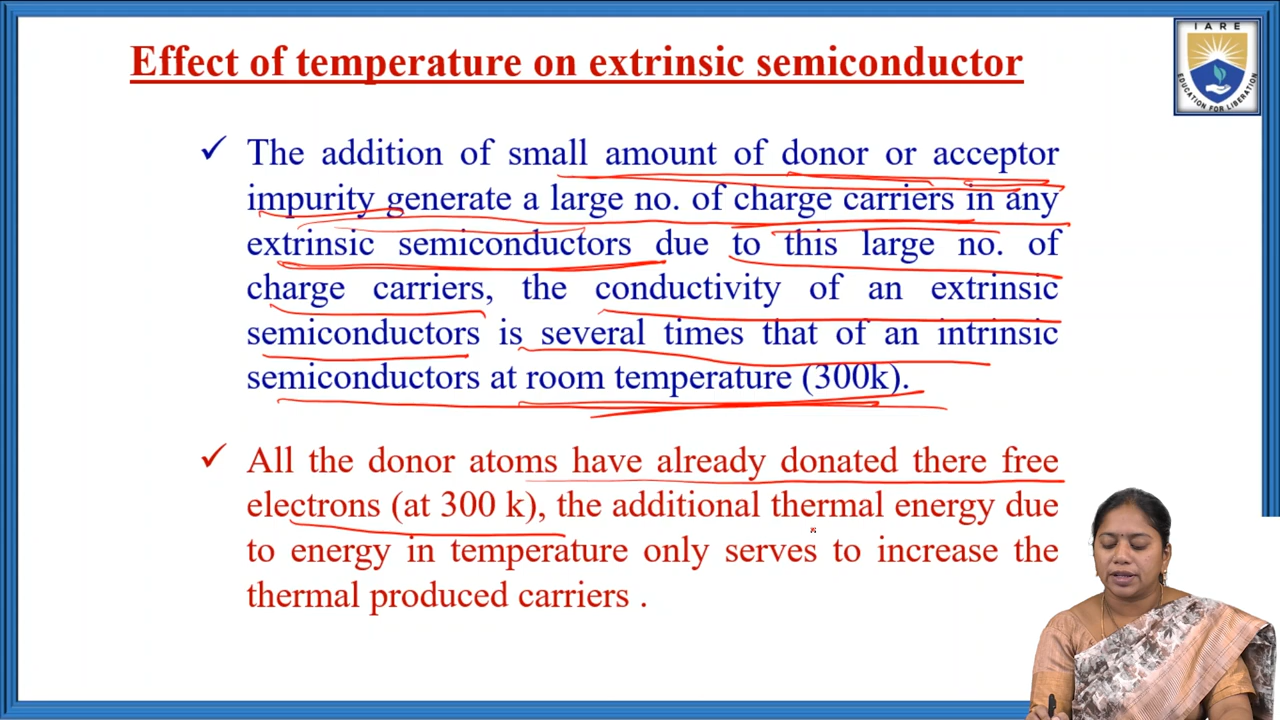 Effect of temperature on extrinsic semiconductor
IARE
EDUCATION FOR LIBERATION
✓ The addition of small amount of donor or acceptor
impurity generate a large no. of charge carriers in any
extrinsic semiconductors due to this large no. of
charge carriers, the conductivity of an extrinsic
semiconductors is several times that of an intrinsic
semiconductors at room temperature (300k).
✓ All the donor atoms have already donated there free
electrons (at 300 k), the additional thermal energy due
to energy in temperature only serves to increase the
thermal produced carriers .